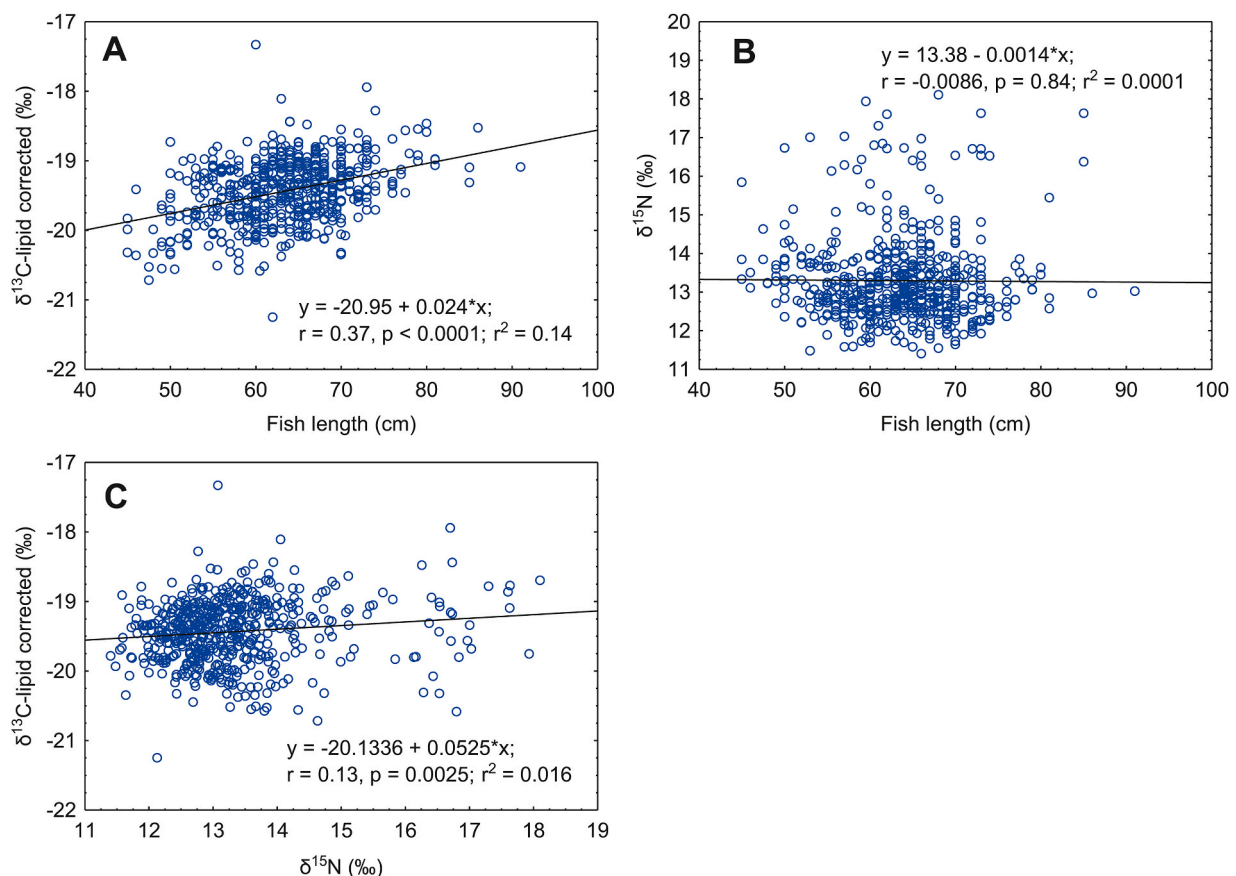 A
-17
-18
-19
-20
-21
-22
δ¹³C-lipid corrected (‰)
y = -20.95 + 0.024*x;
r = 0.37, p < 0.0001; r² = 0.14
40 50 60 70 80 90 100
Fish length (cm)
B
20
19
18
17
16
15
14
13
12
11
δ¹⁵N (‰)
y = 13.38 - 0.0014*x;
r = -0.0086, p = 0.84; r² = 0.0001
40 50 60 70 80 90 100
Fish length (cm)
C
-17
-18
-19
-20
-21
-22
δ¹³C-lipid corrected (‰)
y = -20.1336 + 0.0525*x;
r = 0.13, p = 0.0025; r² = 0.016
11 12 13 14 15 16 17 18 19
δ¹⁵N (‰)